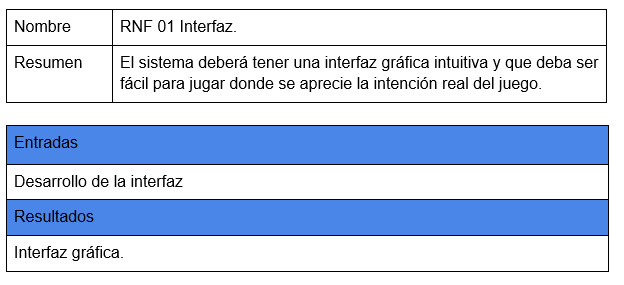 Nombre
RNF 01 Interfaz.
Resumen
El sistema deberá tener una interfaz gráfica intuitiva y que deba ser
fácil para jugar donde se aprecie la intención real del juego.
Entradas
Desarrollo de la interfaz
Resultados
Interfaz gráfica.